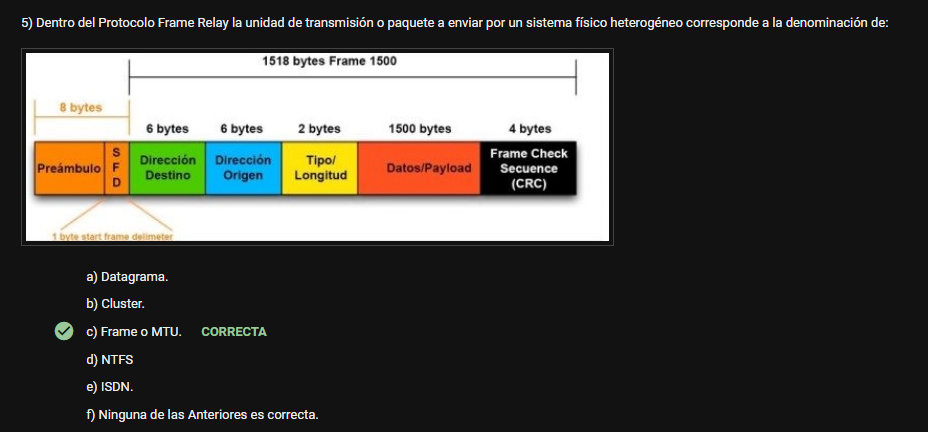 5) Dentro del Protocolo Frame Relay la unidad de transmisión o paquete a enviar por un sistema físico heterogéneo corresponde a la denominación de:
1518 bytes Frame 1500
8 bytes
6 bytes 6 bytes 2 bytes 1500 bytes 4 bytes
Preámbulo
S
F
D
Dirección
Destino
Dirección
Origen
Tipo/
Longitud
Datos/Payload
Frame Check
Secuence
(CRC)
1 byte start frame delimeter
a) Datagrama.
b) Cluster.
c) Frame o MTU. CORRECTA
d) NTFS
e) ISDN.
f) Ninguna de las Anteriores es correcta.